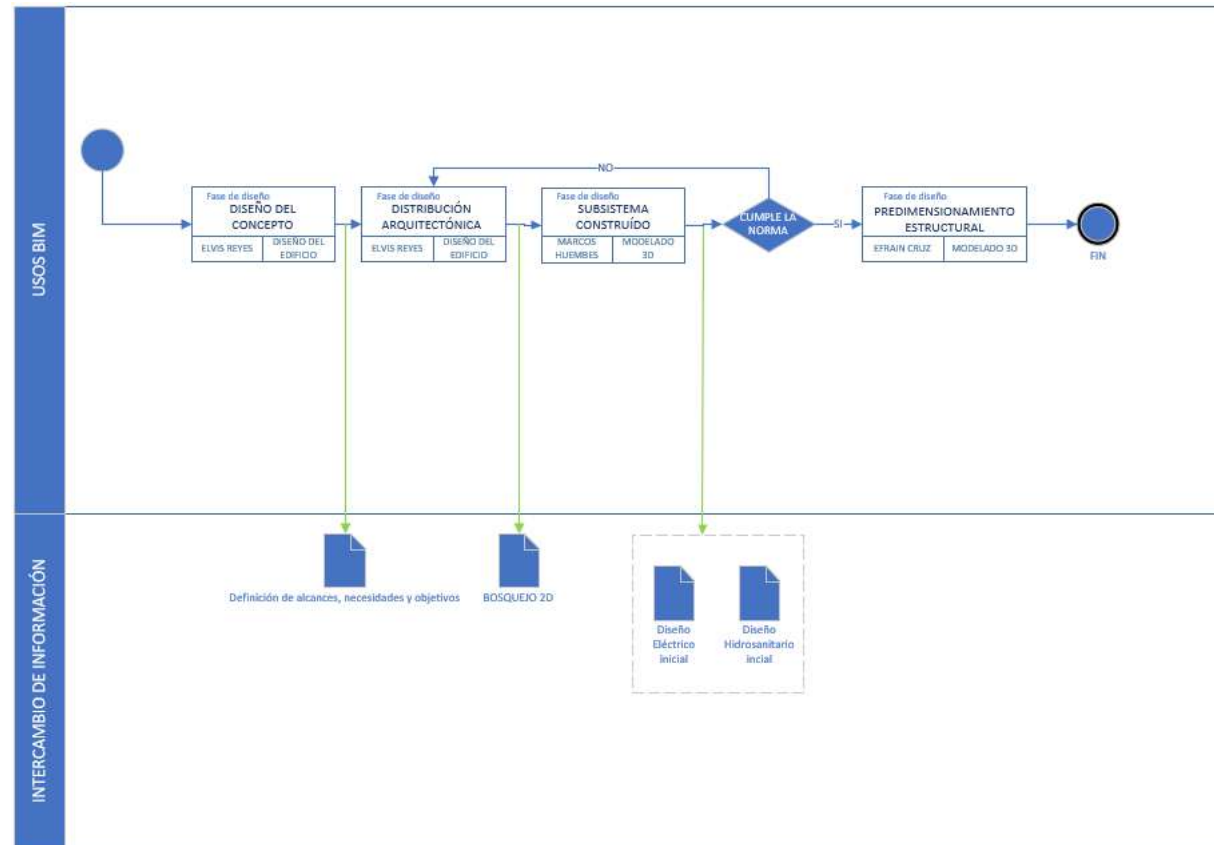 USOS BIM
NO
Fase de diseño
DISEÑO DEL
CONCEPTO
ELVIS REYES
DISEÑO DEL
EDIFICIO
Fase de diseño
DISTRIBUCIÓN
ARQUITECTÓNICA
ELVIS REYES
DISEÑO DEL
EDIFICIO
Fase de diseño
SUBSISTEMA
CONSTRUÍDO
MARCOS
HUEMBES
MODELADO
3D
CUMPLE LA
NORMA
SI
Fase de diseño
PREDIMENSIONAMIENTO
ESTRUCTURAL
EFRAIN CRUZ
MODELADO 3D
FIN
INTERCAMBIO DE INFORMACIÓN
Definición de alcances, necesidades y objetivos
BOSQUEJO 2D
Diseño
Eléctrico
inicial
Diseño
Hidrosanitario
incial